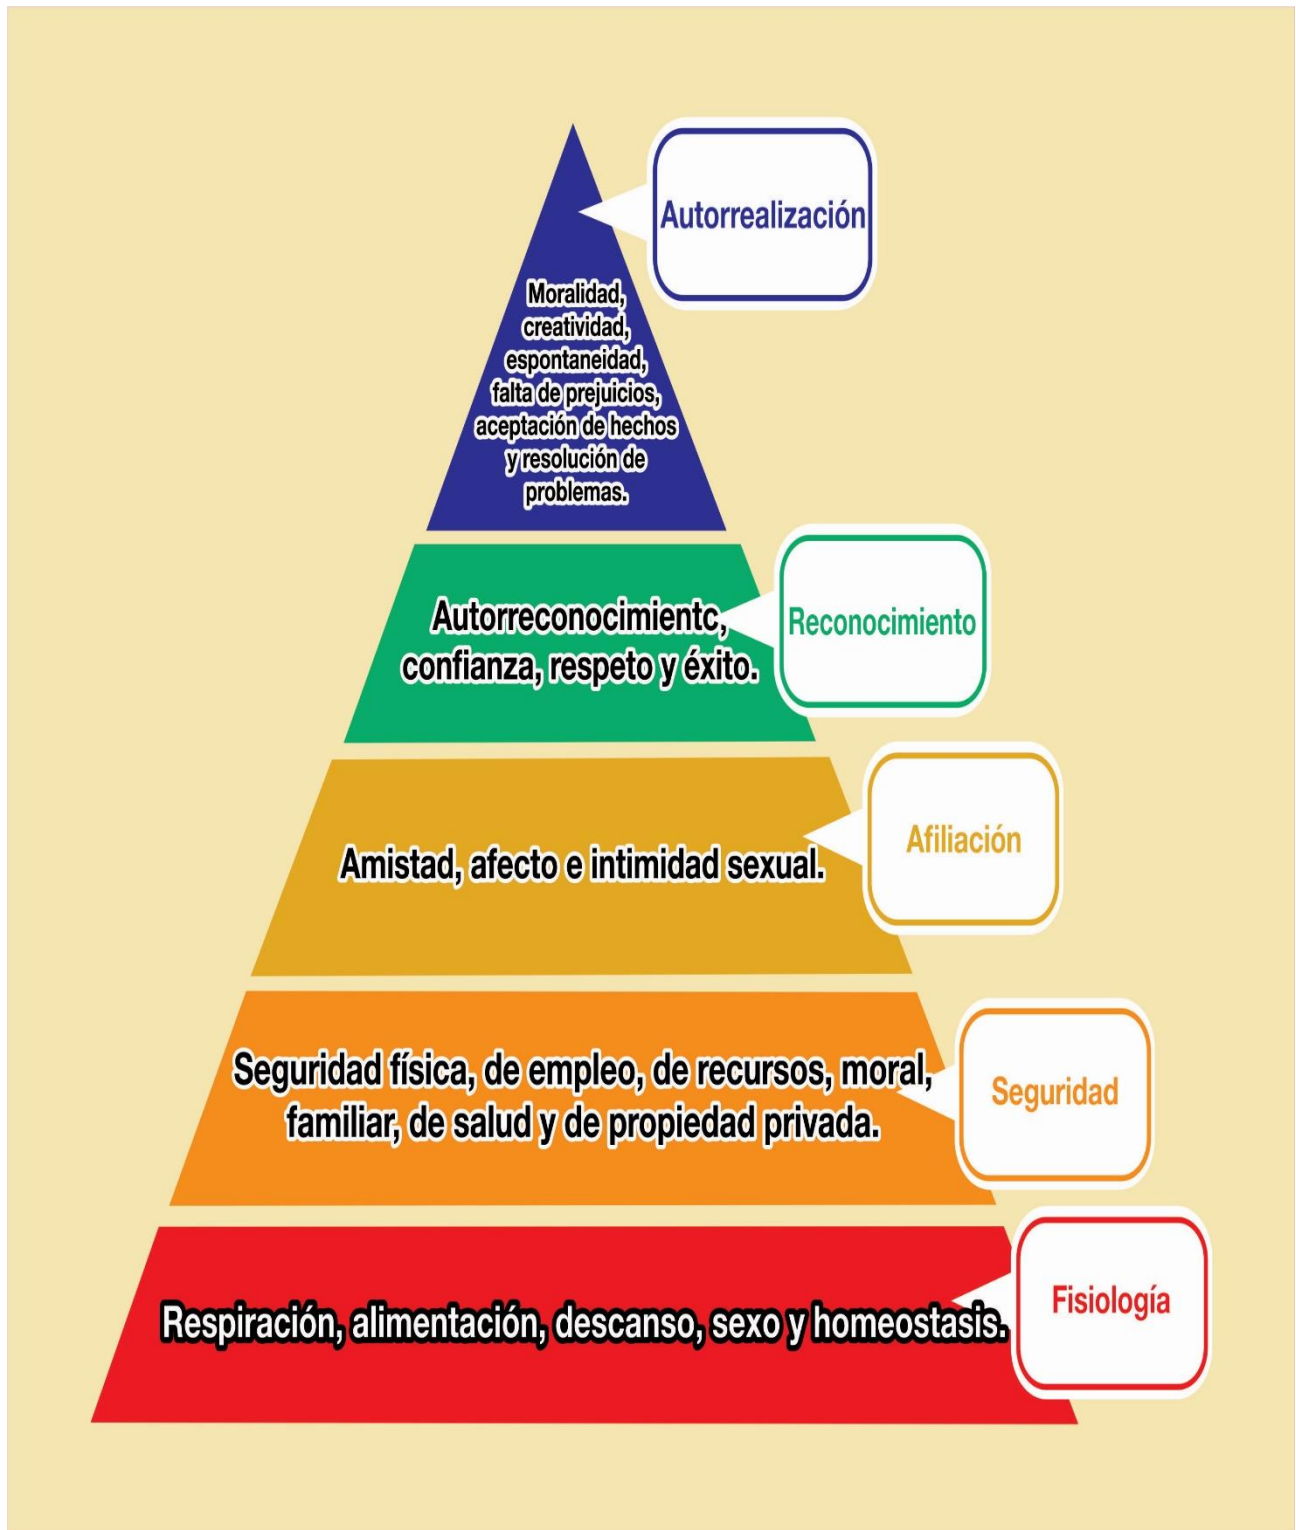 Autorrealización
Moralidad,
creatividad,
espontaneidad,
falta de prejuicios,
aceptación de hechos
y resolución de
problemas.
Reconocimiento
Autorreconocimiento,
confianza, respeto y éxito.
Afiliación
Amistad, afecto e intimidad sexual.
Seguridad
Seguridad física, de empleo, de recursos, moral,
familiar, de salud y de propiedad privada.
Fisiología
Respiración, alimentación, descanso, sexo y homeostasis.